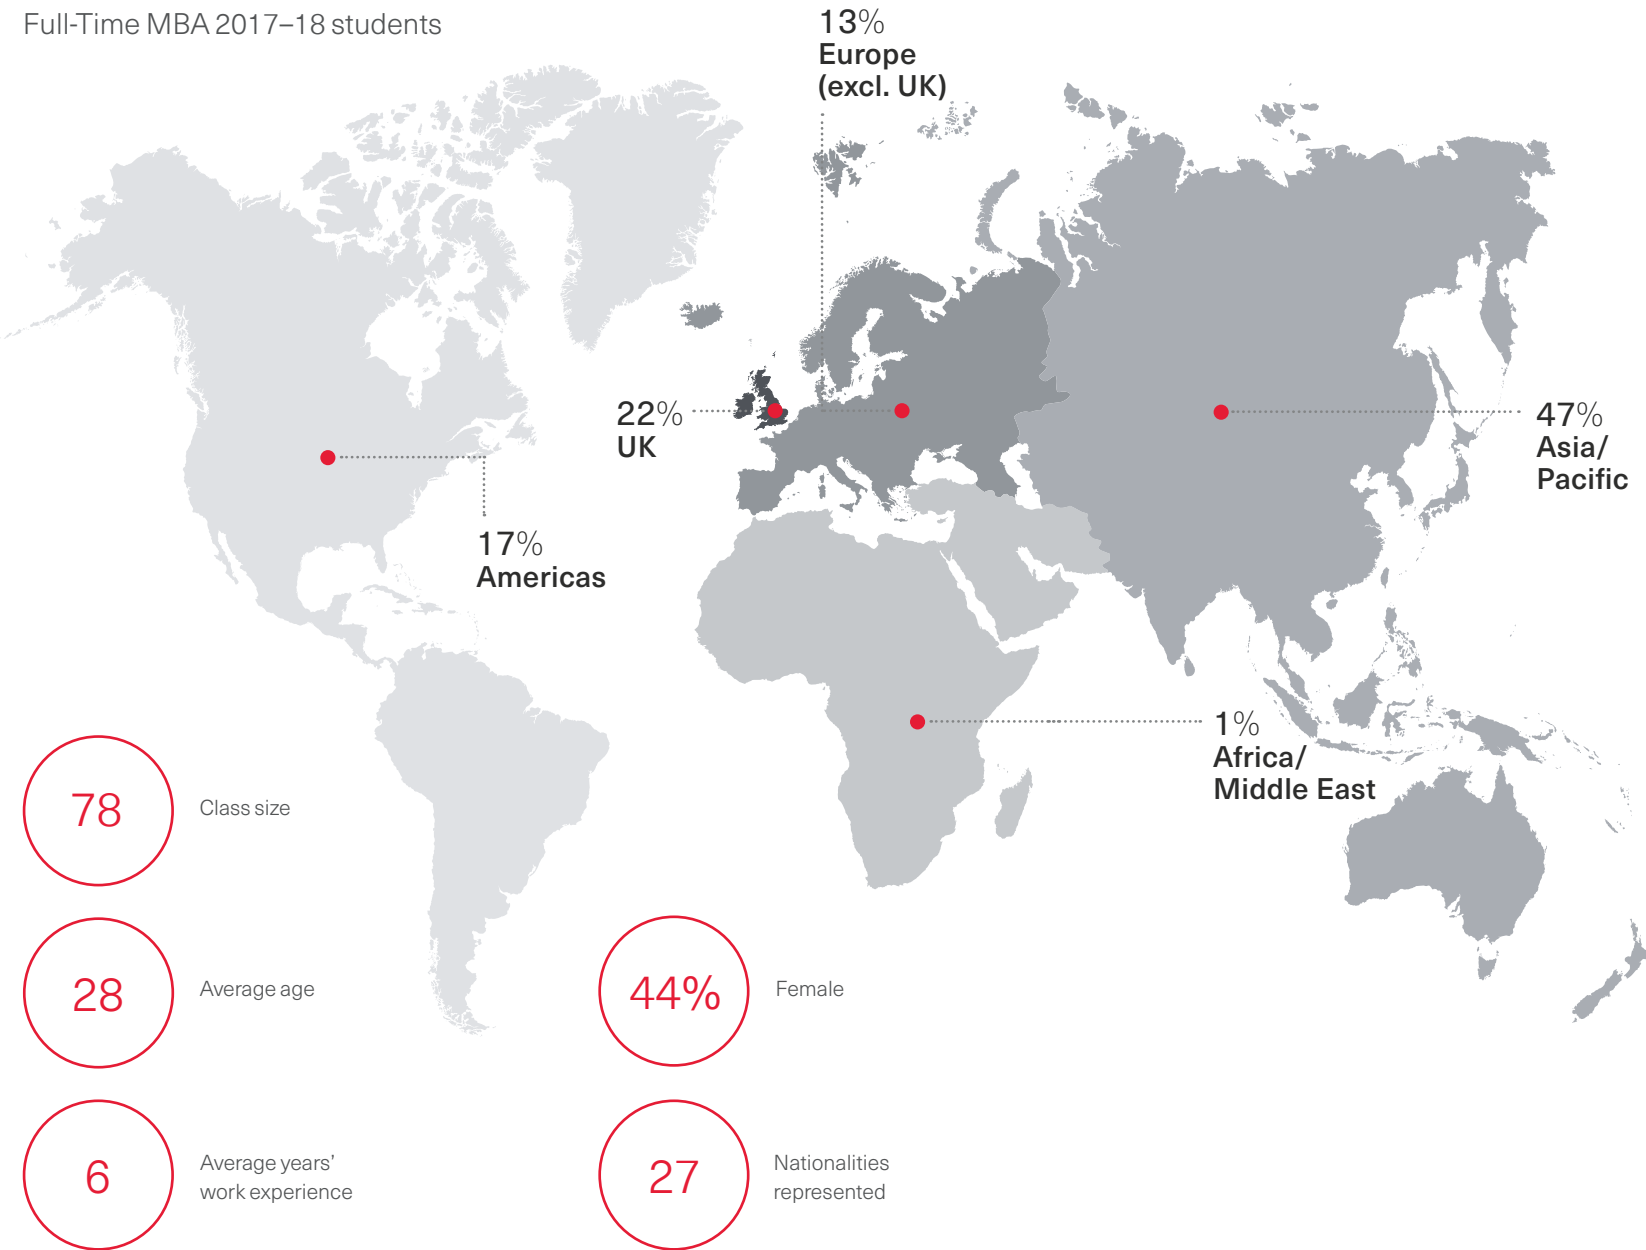 Full-Time MBA 2017–18 students
13%
Europe
(excl. UK)
22%
UK
47%
Asia/
Pacific
17%
Americas
1%
Africa/
Middle East
78
Class size
28
Average age
44%
Female
6
Average years’
work experience
27
Nationalities
represented